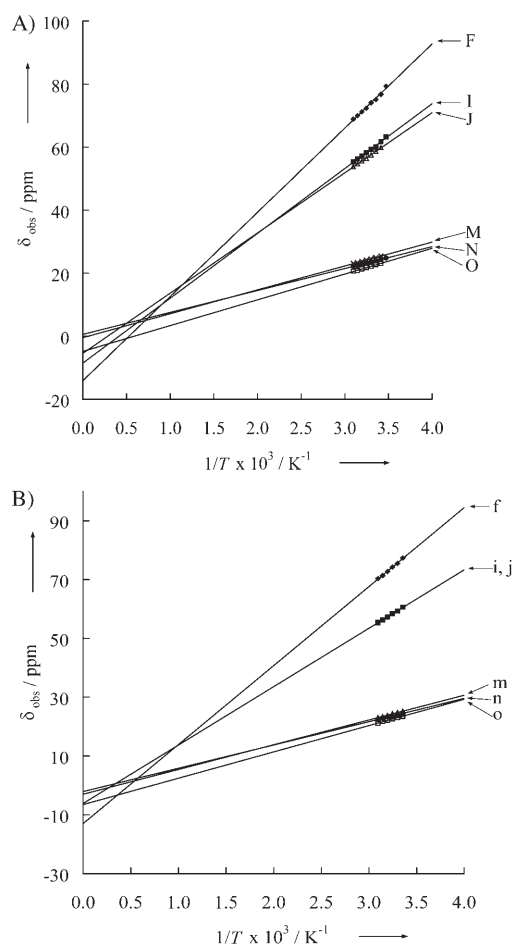 A)
100
F
80
I
J
60
δ obs / ppm
40
M
N
20
O
0
-20
0.0 0.5 1.0 1.5 2.0 2.5 3.0 3.5 4.0
1/T x 10³ / K⁻¹
B)
90
f
70
i, j
50
δ obs / ppm
30
m
n
o
10
-10
-30
0.0 0.5 1.0 1.5 2.0 2.5 3.0 3.5 4.0
1/T x 10³ / K⁻¹